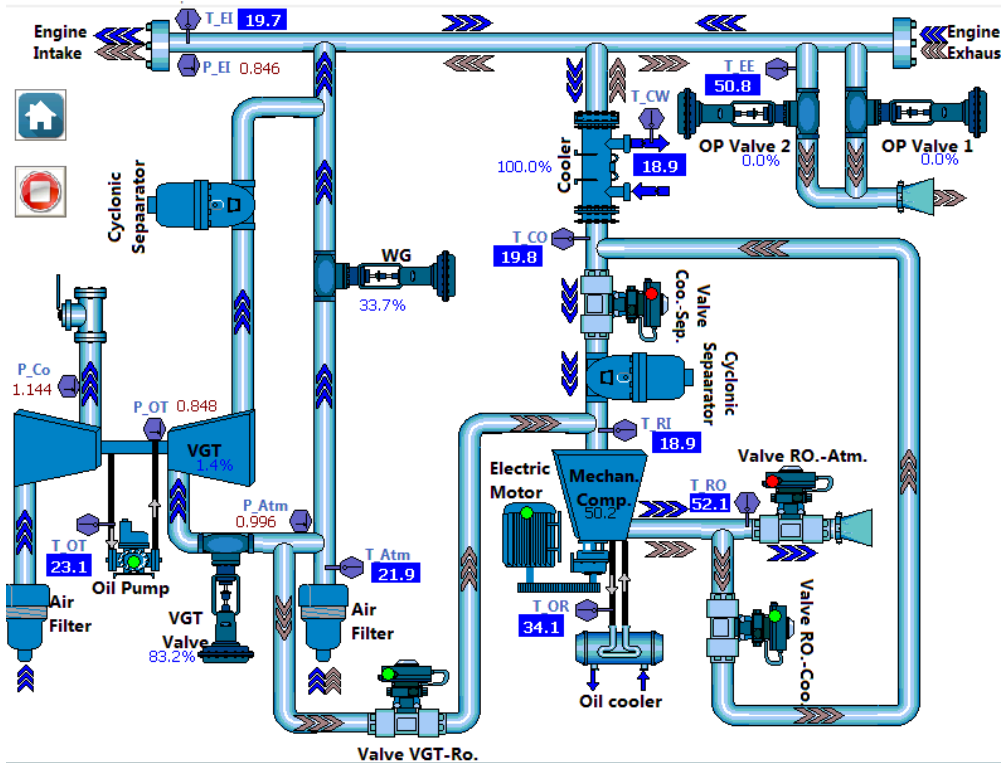 Engine
Intake
T_EI 19.7
P_EI 0.846
T_EE
50.8
Engine
Exhaus
T_CW
18.9
100.0%
Cooler
OP Valve 2
0.0%
OP Valve 1
0.0%
Cyclonic
Sepaarator
T_CO
19.8
WG
33.7%
Valve
Coo.-Sep.
Cyclonic
Sepaarator
P_Co
1.144
P_OT 0.848
VGT
1.4%
T_RI
18.9
Electric
Motor
Mechan.
Comp.
50.2
T_RO
52.1
Valve RO.-Atm.
P_Atm
0.996
T_OT
23.1
Oil Pump
T_Atm
21.9
Air
Filter
VGT
Valve
83.2%
Air
Filter
T_OR
34.1
Oil cooler
Valve RO.-Coo.
Valve VGT-Ro.